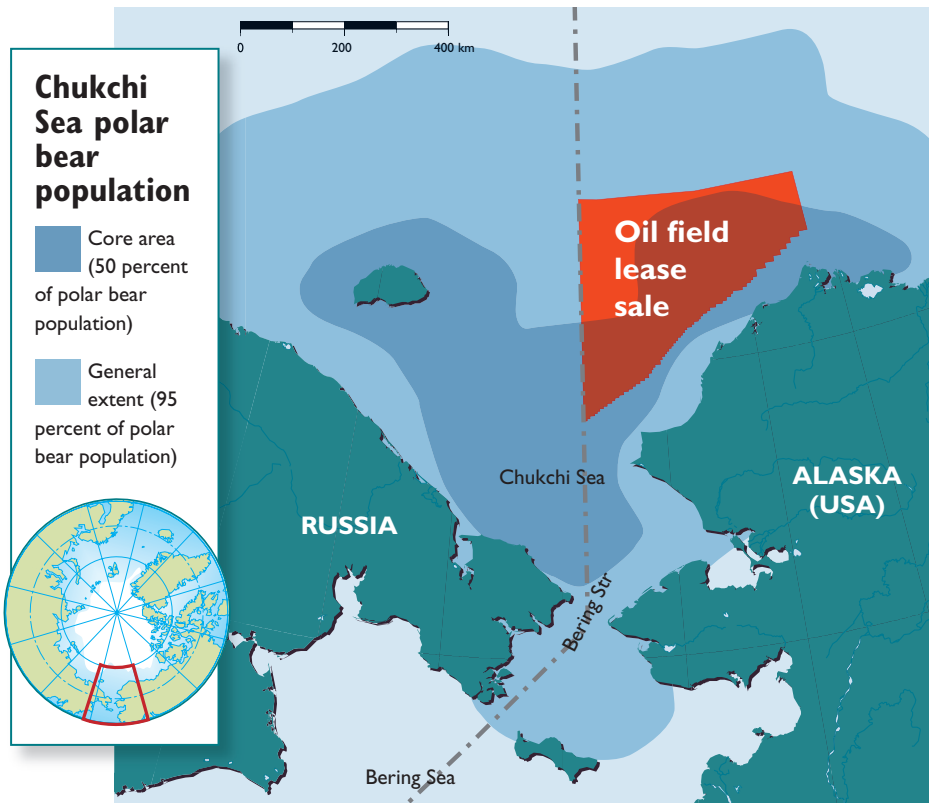 0 200 400 km
Chukchi
Sea polar
bear
population
Core area
(50 percent
of polar bear
population)
General
extent (95
percent of polar
bear population)
Oil field
lease
sale
Chukchi Sea
ALASKA
(USA)
RUSSIA
Bering Str
Bering Sea